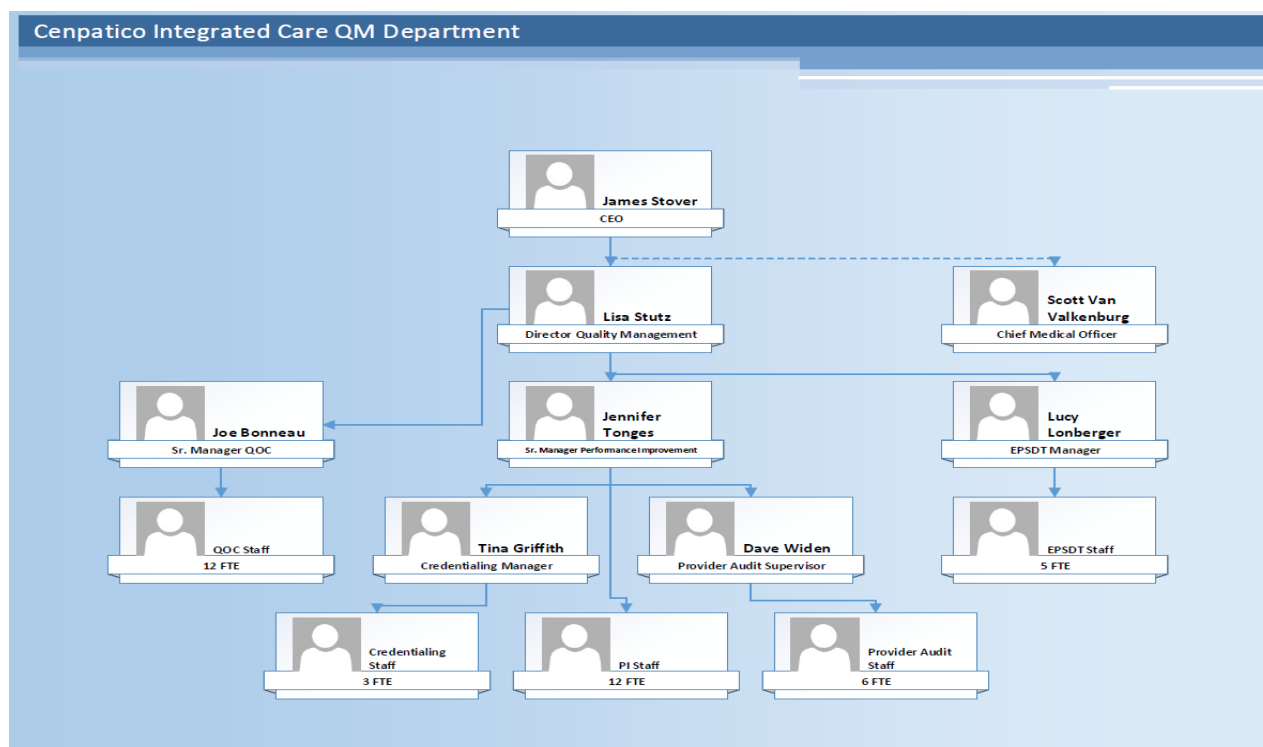 Cenpatico Integrated Care QM Department
James Stover
CEO
Lisa Stutz
Director Quality Management
Scott Van
Valkenburg
Chief Medical Officer
Joe Bonneau
Sr. Manager QOC
Jennifer
Tonges
Sr. Manager Performance Improvement
Lucy
Lonberger
EPSDT Manager
QOC Staff
12 FTE
Tina Griffith
Credentialing Manager
Dave Widen
Provider Audit Supervisor
EPSDT Staff
5 FTE
Credentialing
Staff
3 FTE
PI Staff
12 FTE
Provider Audit
Staff
6 FTE